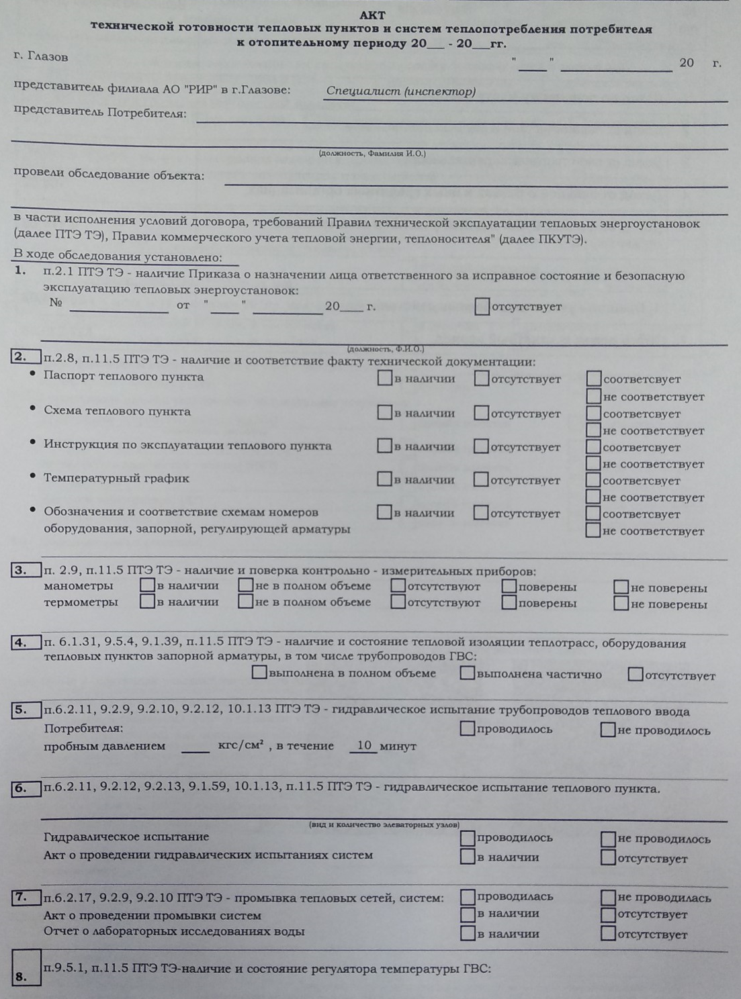 АКТ
технической готовности тепловых пунктов и систем теплопотребления потребителя
к отопительному периоду 20___ - 20___гг.
г. Глазов "____" ________________ 20 г.
представитель филиала АО "РИР" в г.Глазове: Специалист (инспектор)
представитель Потребителя:
(должность, Фамилия И.О.)
провели обследование объекта:
в части исполнения условий договора, требований Правил технической эксплуатации тепловых энергоустановок
(далее ПТЭ ТЭ), Правил коммерческого учета тепловой энергии, теплоносителя" (далее ПКУТЭ).
В ходе обследования установлено:
1. п.2.1 ПТЭ ТЭ - наличие Приказа о назначении лица ответственного за исправное состояние и безопасную
эксплуатацию тепловых энергоустановок:
№ ______________ от "____" __________ 20___ г. отсутствует
(должность, Ф.И.О.)
2. п.2.8, п.11.5 ПТЭ ТЭ - наличие и соответствие факту технической документации:
• Паспорт теплового пункта в наличии отсутствует соответсвует
не соответствует
• Схема теплового пункта в наличии отсутствует соответсвует
не соответствует
• Инструкция по эксплуатации теплового пункта в наличии отсутствует соответсвует
не соответствует
• Температурный график в наличии отсутствует соответсвует
не соответствует
• Обозначения и соответствие схемам номеров в наличии отсутствует соответсвует
оборудования, запорной, регулирующей арматуры не соответствует
3. п. 2.9, п.11.5 ПТЭ ТЭ - наличие и поверка контрольно - измерительных приборов:
манометры в наличии не в полном объеме отсутствуют поверены не поверены
термометры в наличии не в полном объеме отсутствуют поверены не поверены
4. п. 6.1.31, 9.5.4, 9.1.39, п.11.5 ПТЭ ТЭ - наличие и состояние тепловой изоляции теплотрасс, оборудования
тепловых пунктов запорной арматуры, в том числе трубопроводов ГВС:
выполнена в полном объеме выполнена частично отсутствует
5. п.6.2.11, 9.2.9, 9.2.10, 9.2.12, 10.1.13 ПТЭ ТЭ - гидравлическое испытание трубопроводов теплового ввода
Потребителя: проводилось не проводилось
пробным давлением ____ кгс/см² , в течение 10 минут
6. п.6.2.11, 9.2.12, 9.2.13, 9.1.59, 10.1.13, п.11.5 ПТЭ ТЭ - гидравлическое испытание теплового пункта.
(вид и количество элеваторных узлов)
Гидравлическое испытание проводилось не проводилось
Акт о проведении гидравлических испытаниях систем в наличии отсутствует
7. п.6.2.17, 9.2.9, 9.2.10 ПТЭ ТЭ - промывка тепловых сетей, систем: проводилась не проводилась
Акт о проведении промывки систем в наличии отсутствует
Отчет о лабораторных исследованиях воды в наличии отсутствует
8. п.9.5.1, п.11.5 ПТЭ ТЭ-наличие и состояние регулятора температуры ГВС: